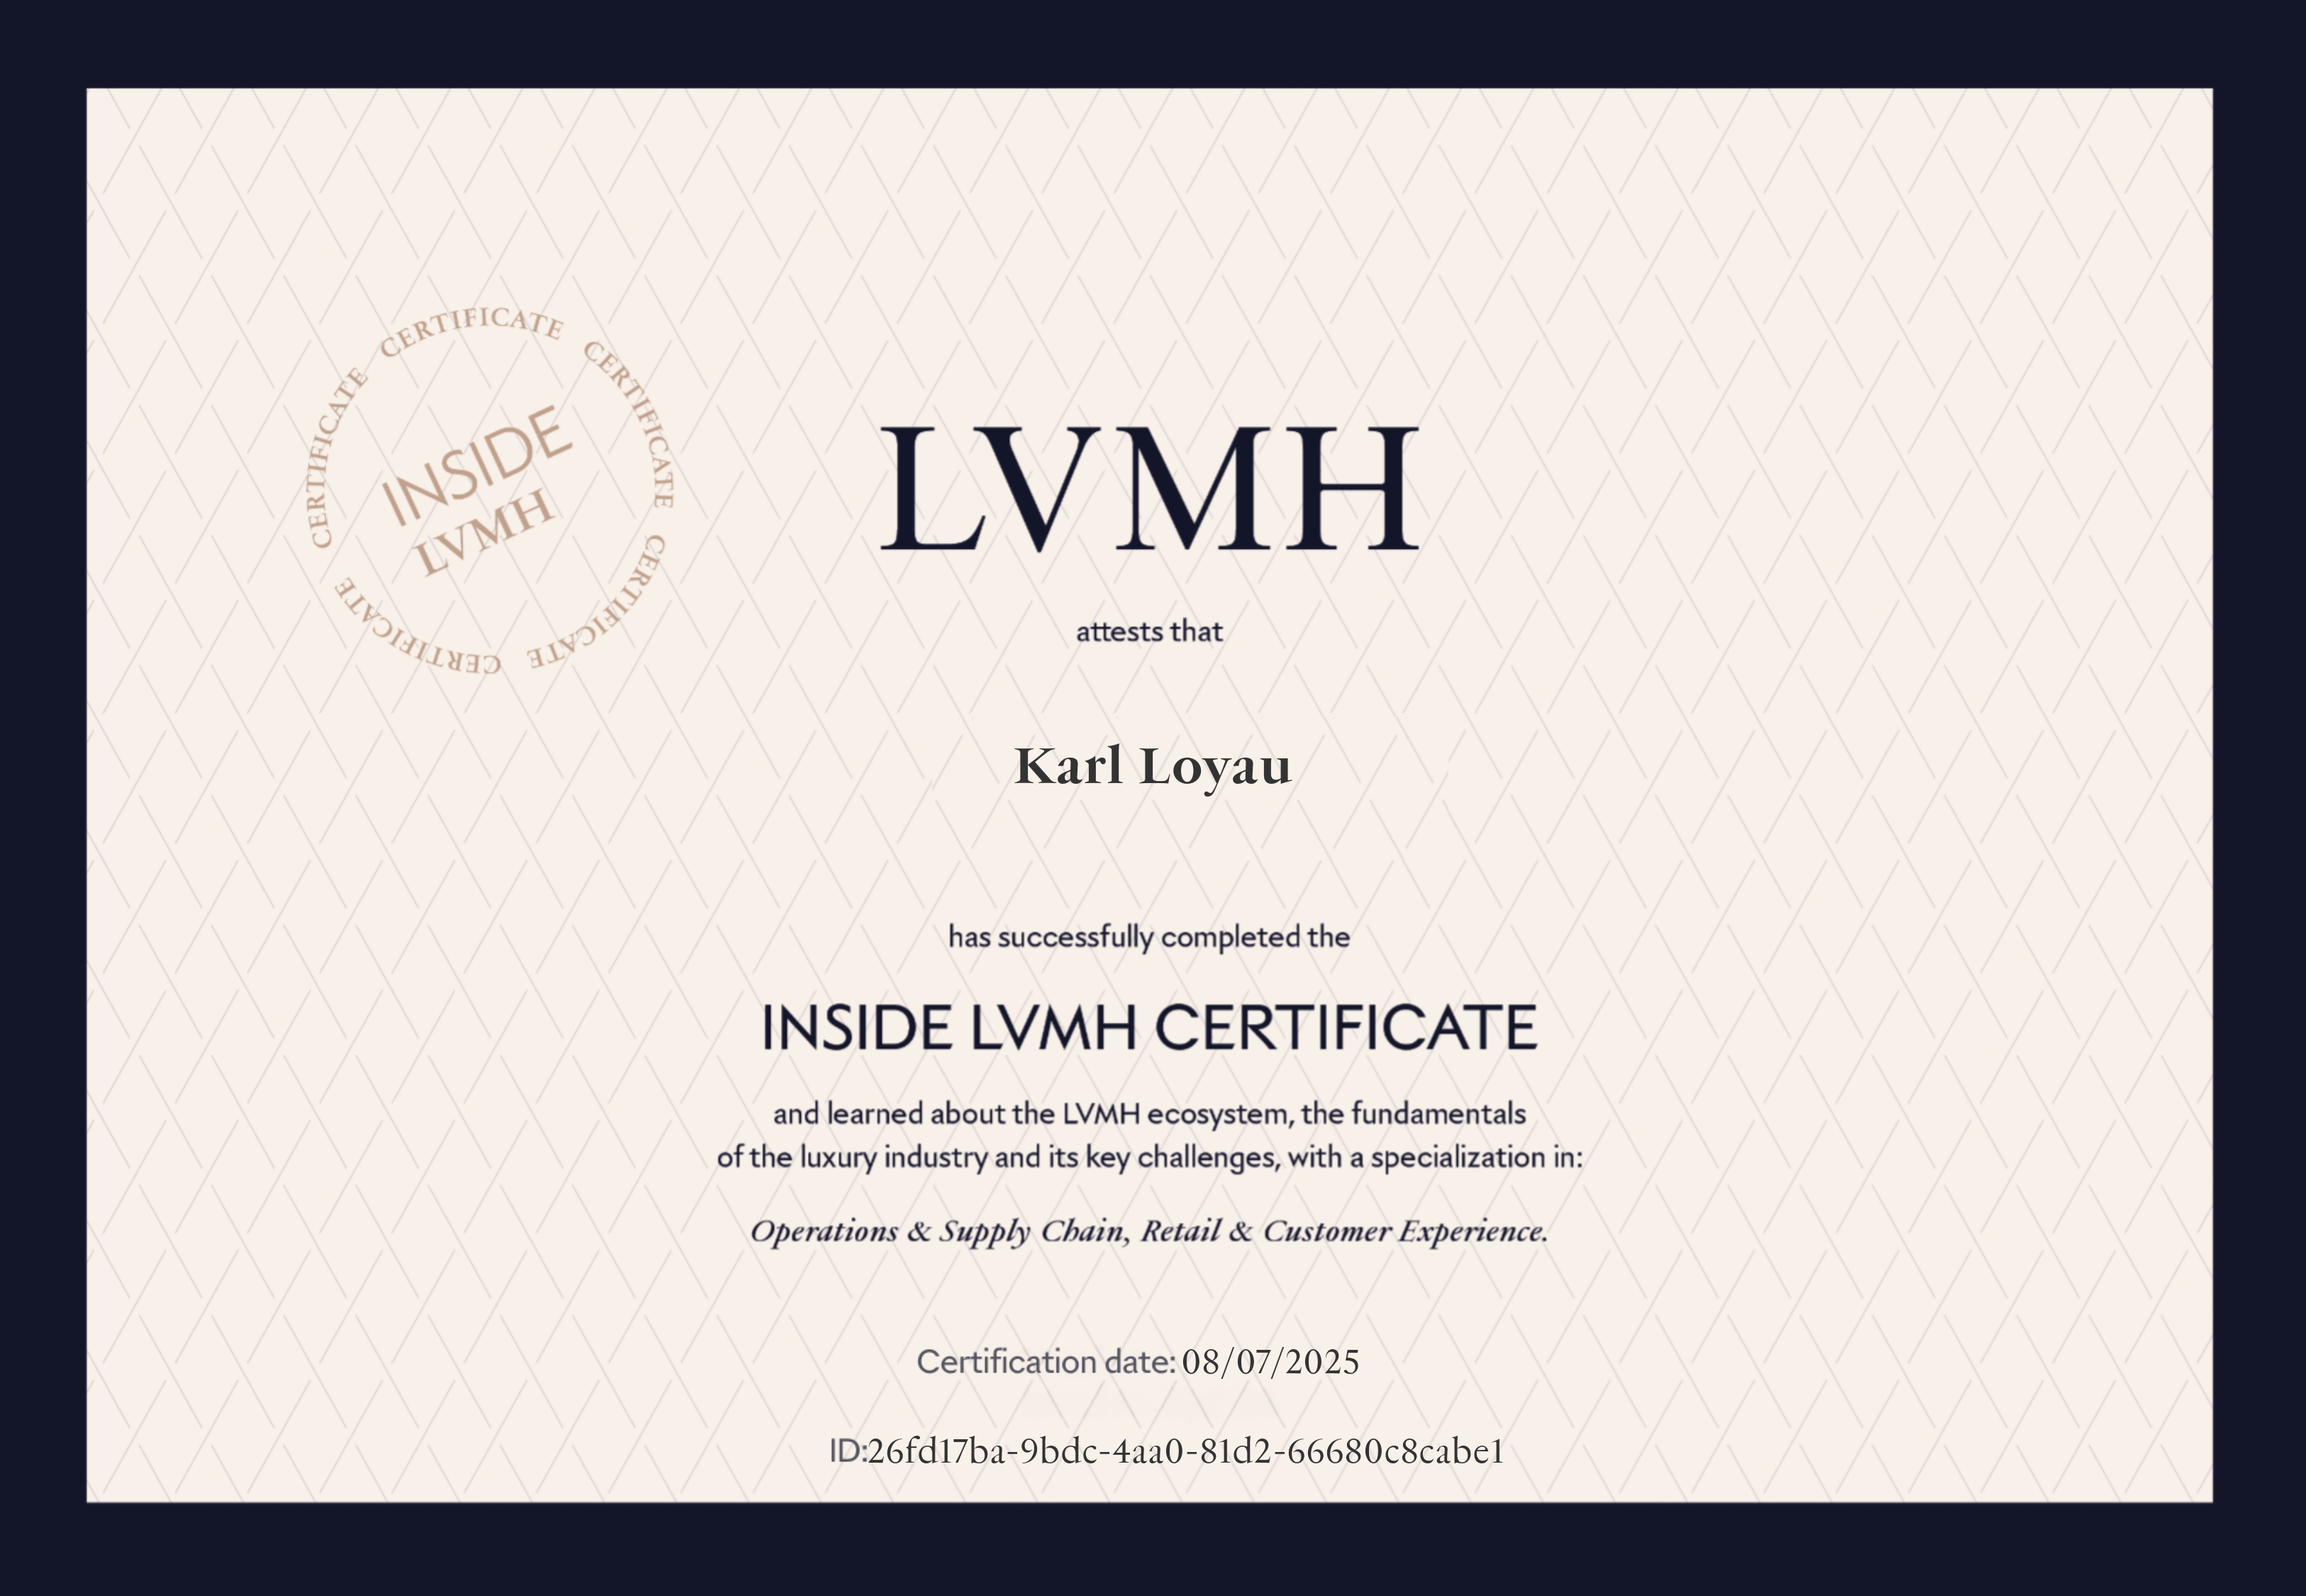 CERTIFICATE CERTIFICATE CERTIFICATE CERTIFICATE CERTIFICATE
INSIDE
LVMH
LVMH
attests that
Karl Loyau
has successfully completed the
INSIDE LVMH CERTIFICATE
and learned about the LVMH ecosystem, the fundamentals
of the luxury industry and its key challenges, with a specialization in:
Operations & Supply Chain, Retail & Customer Experience.
Certification date: 08/07/2025
ID:26fd17ba-9bdc-4aa0-81d2-66680c8cabe1